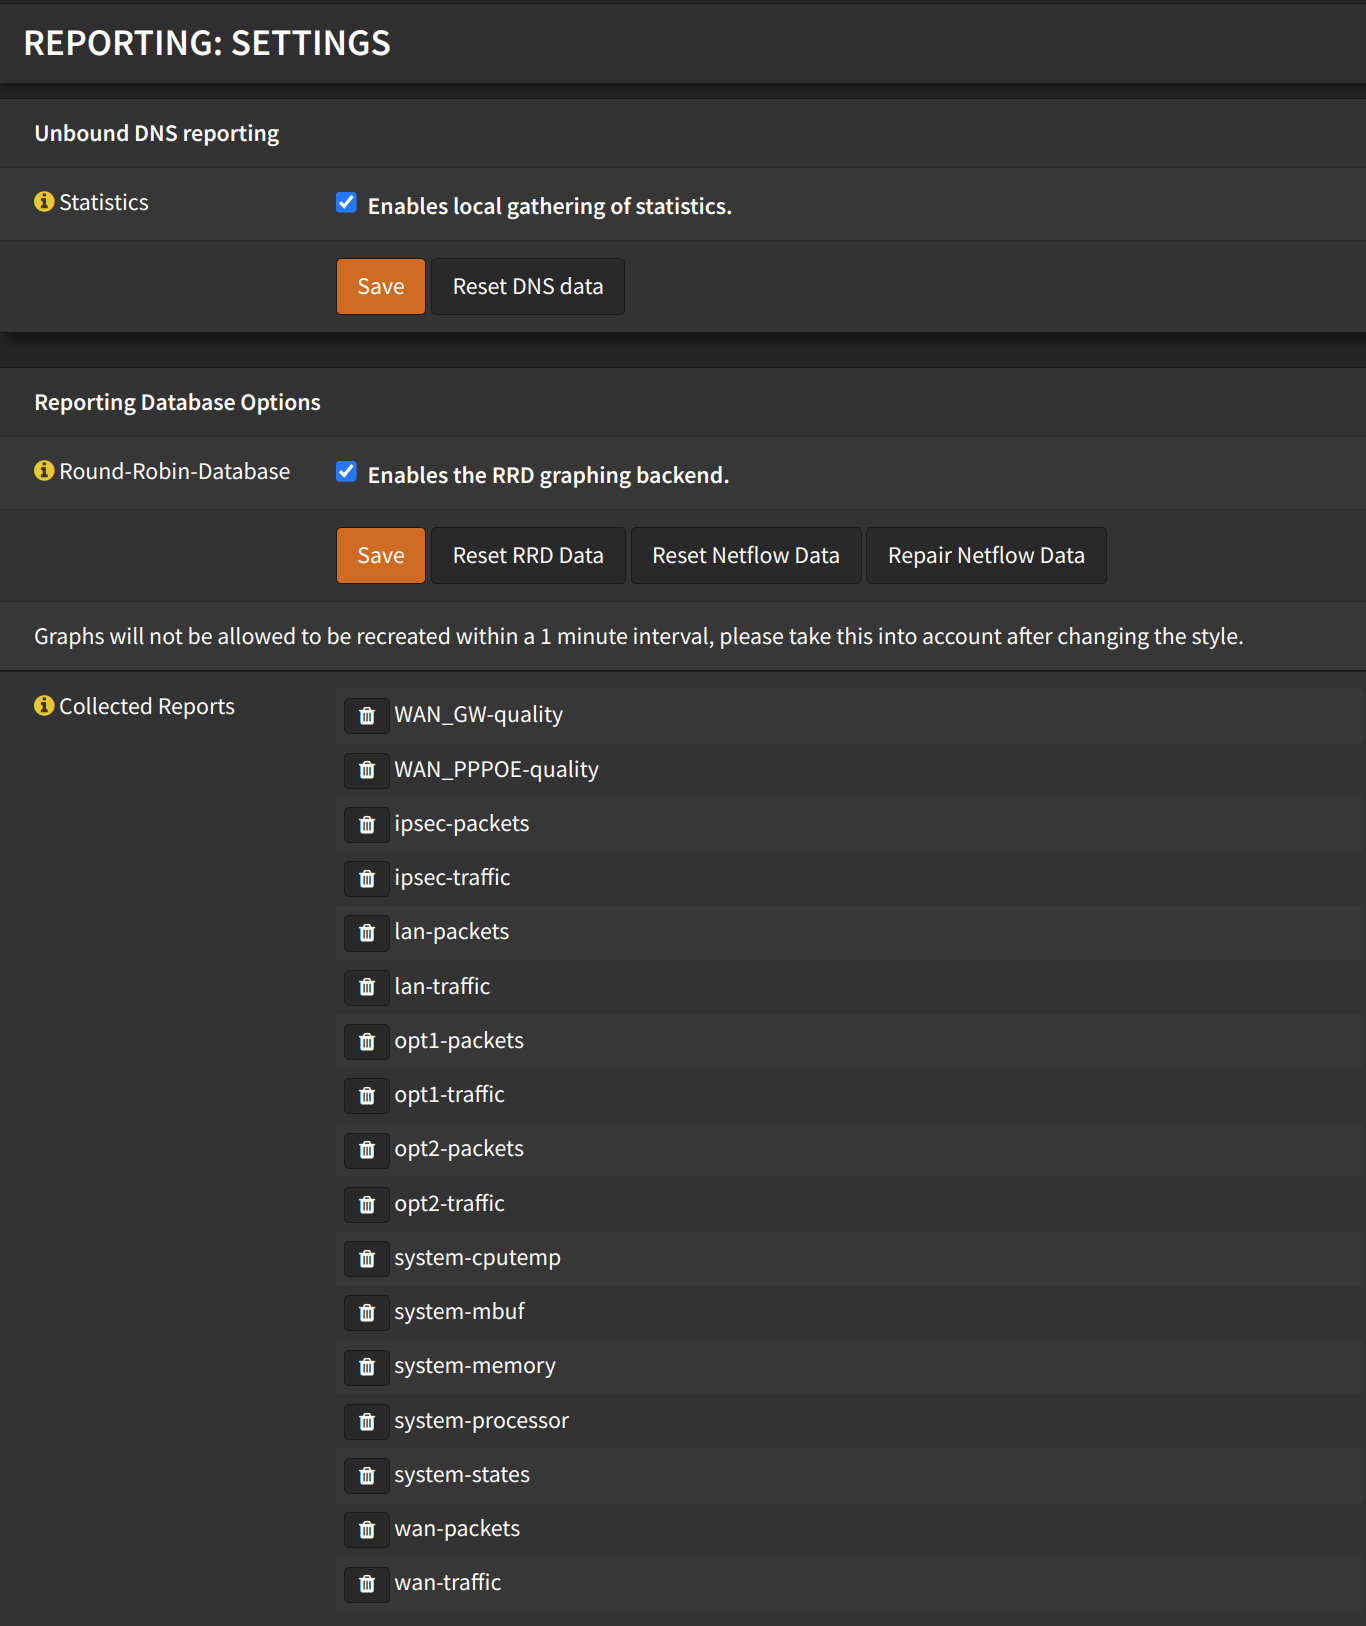 REPORTING: SETTINGS
Unbound DNS reporting
Statistics
Enables local gathering of statistics.
Save
Reset DNS data
Reporting Database Options
Round-Robin-Database
Enables the RRD graphing backend.
Save
Reset RRD Data
Reset Netflow Data
Repair Netflow Data
Graphs will not be allowed to be recreated within a 1 minute interval, please take this into account after changing the style.
Collected Reports
WAN_GW-quality
WAN_PPPOE-quality
ipsec-packets
ipsec-traffic
lan-packets
lan-traffic
opt1-packets
opt1-traffic
opt2-packets
opt2-traffic
system-cputemp
system-mbuf
system-memory
system-processor
system-states
wan-packets
wan-traffic